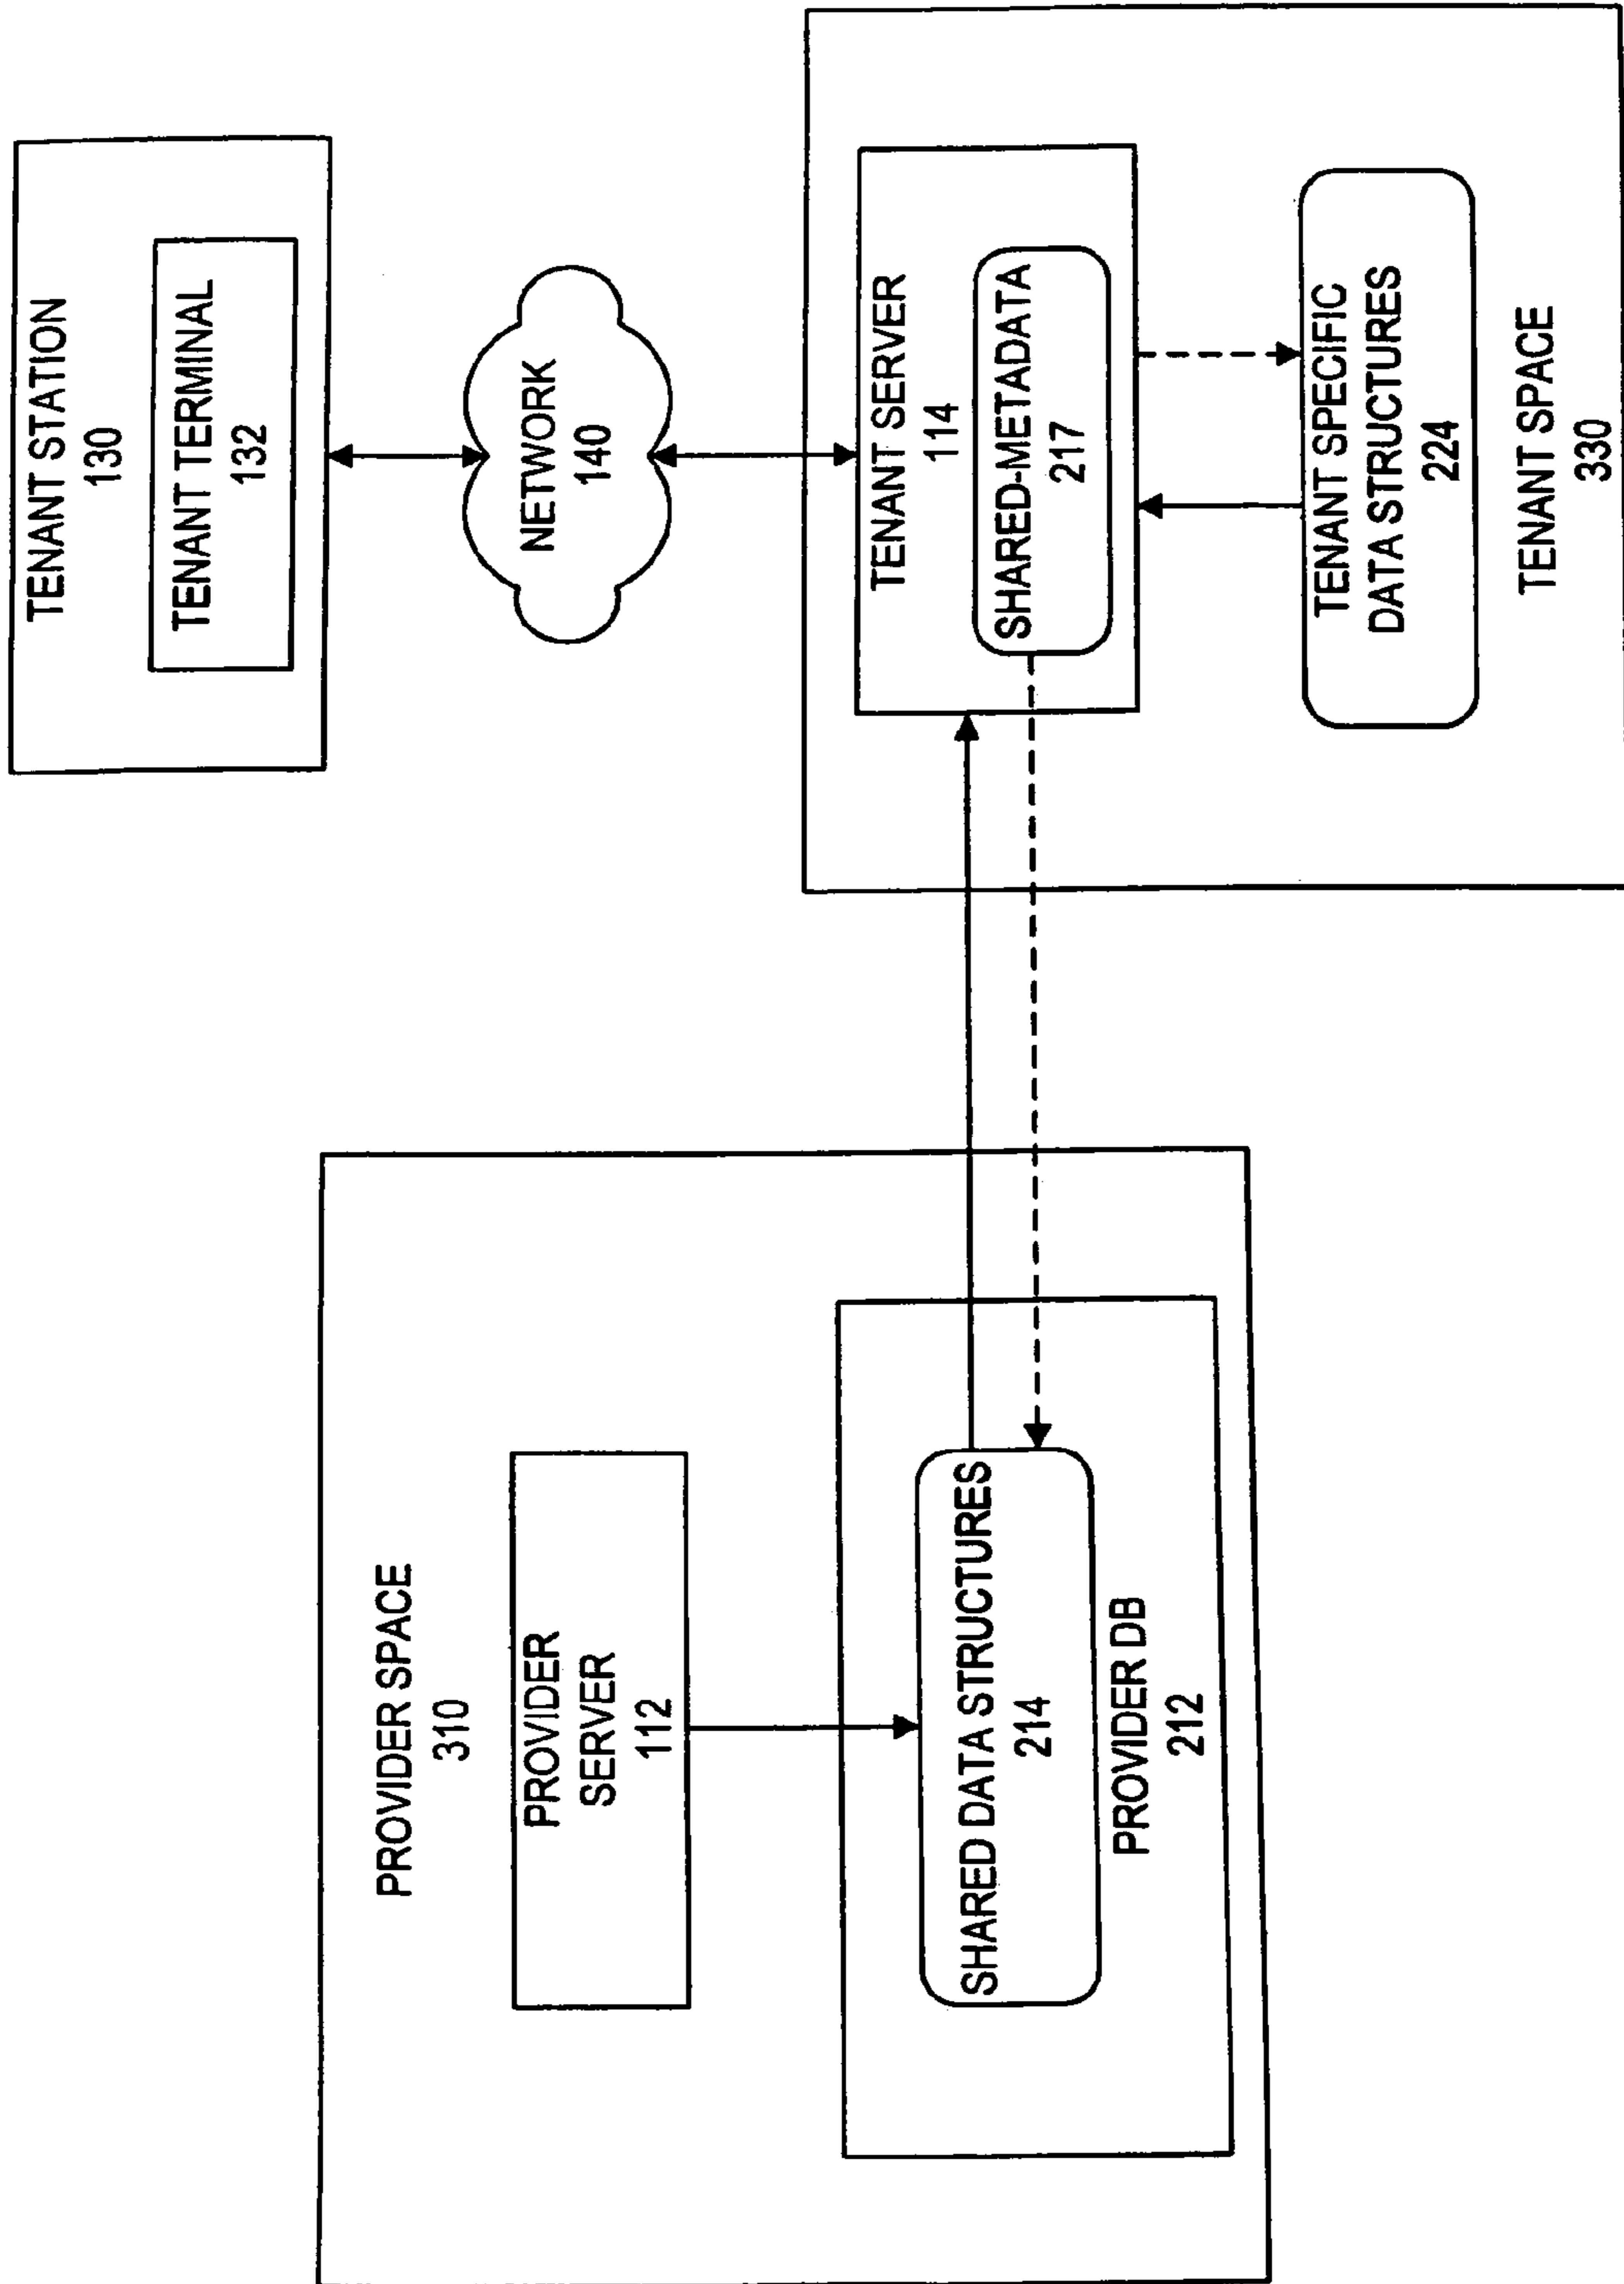 PROVIDER SPACE
310
PROVIDER
SERVER
112
SHARED DATA STRUCTURES
214
PROVIDER DB
212
TENANT STATION
130
TENANT TERMINAL
132
NETWORK
140
TENANT SERVER
114
SHARED-METADATA
217
TENANT SPECIFIC
DATA STRUCTURES
224
TENANT SPACE
330